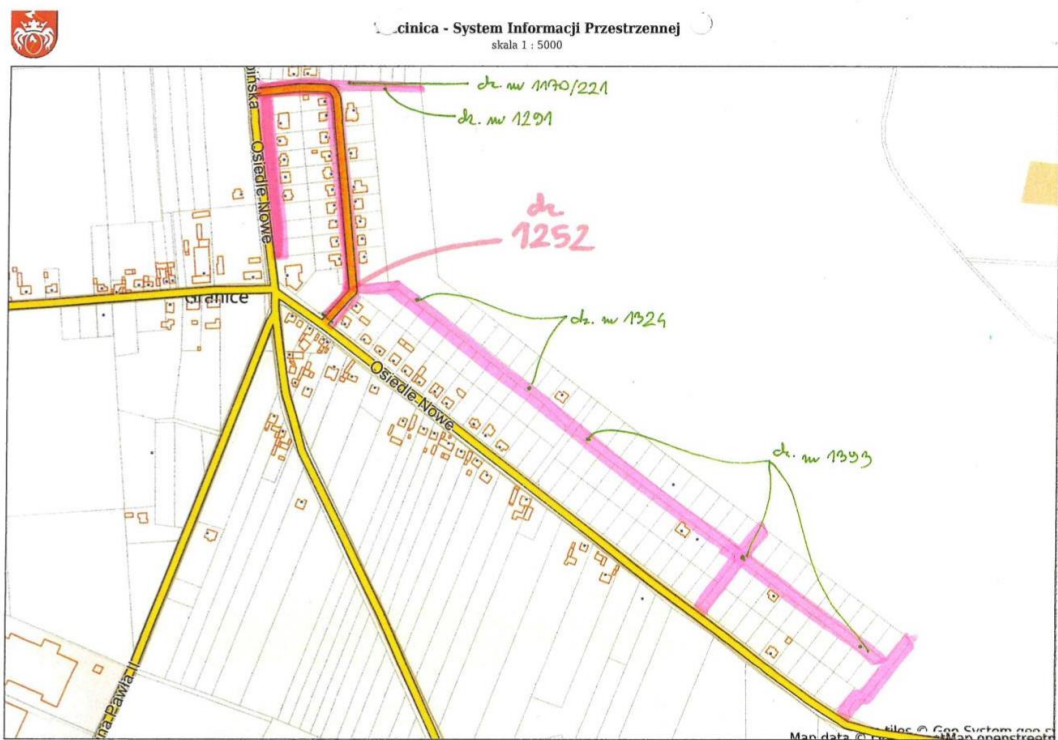 cinica - System Informacji Przestrzennej
skala 1 : 5000
dz. nr 1170/221
dz. nr 1291
Osiedle Nowe
dz
1252
Granice
dz. nr 1324
Osiedle Nowe
dz. nr 1393
na Pawła II
tiles © Geo-System
Map data ©